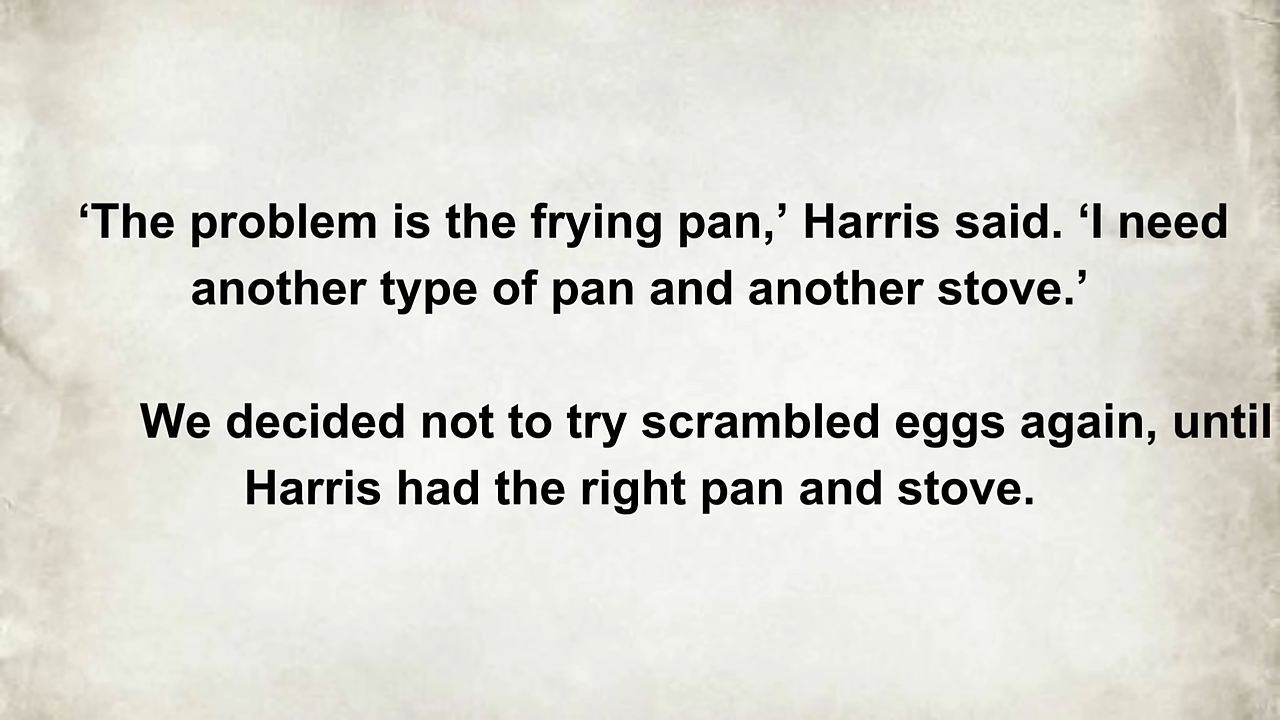 ‘The problem is the frying pan,’ Harris said. ‘I need
another type of pan and another stove.’
We decided not to try scrambled eggs again, until
Harris had the right pan and stove.